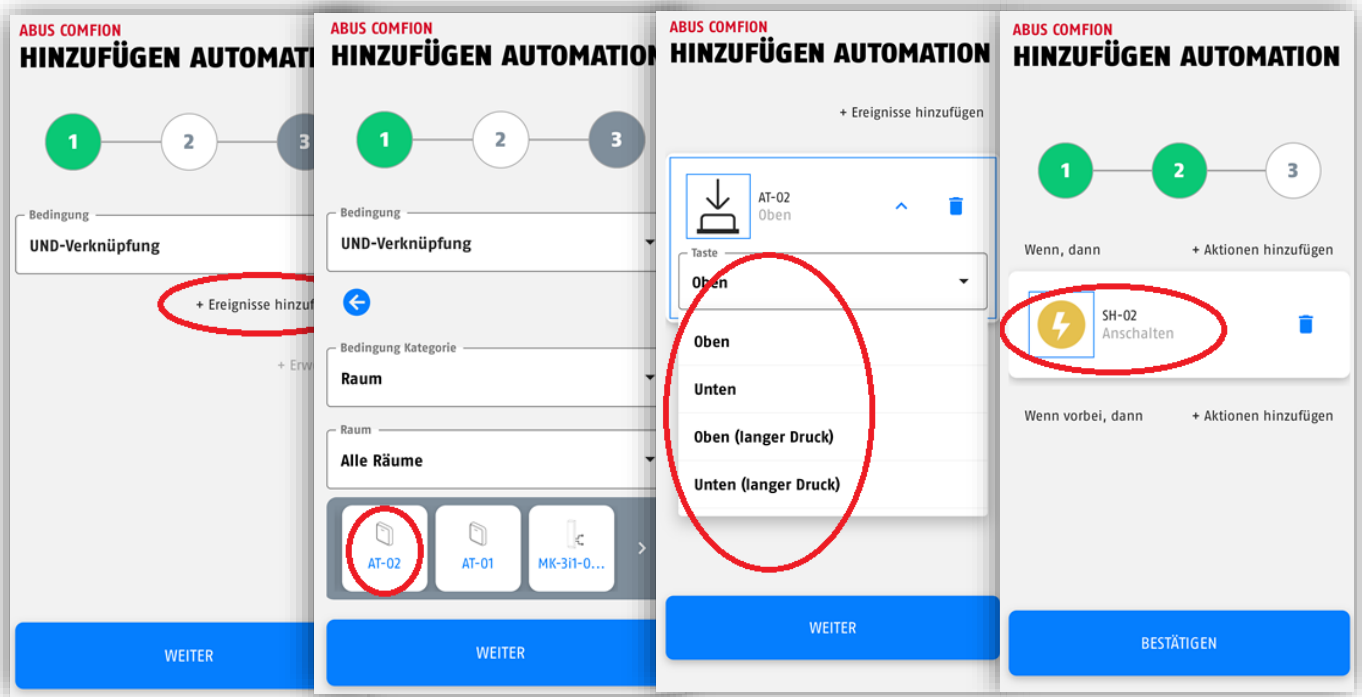 ABUS COMFION
HINZUFÜGEN AUTOMATI
1
2
3
Bedingung
UND-Verknüpfung
+ Ereignisse hinzuf
+ Erw
WEITER
ABUS COMFION
HINZUFÜGEN AUTOMATION
1
2
3
Bedingung
UND-Verknüpfung
Bedingung Kategorie
Raum
Raum
Alle Räume
AT-02
AT-01
MK-3i1-0...
WEITER
ABUS COMFION
HINZUFÜGEN AUTOMATION
+ Ereignisse hinzufügen
AT-02
Oben
Taste
Oben
Oben
Unten
Oben (langer Druck)
Unten (langer Druck)
WEITER
ABUS COMFION
HINZUFÜGEN AUTOMATION
1
2
3
Wenn, dann
+ Aktionen hinzufügen
SH-02
Anschalten
Wenn vorbei, dann
+ Aktionen hinzufügen
BESTÄTIGEN